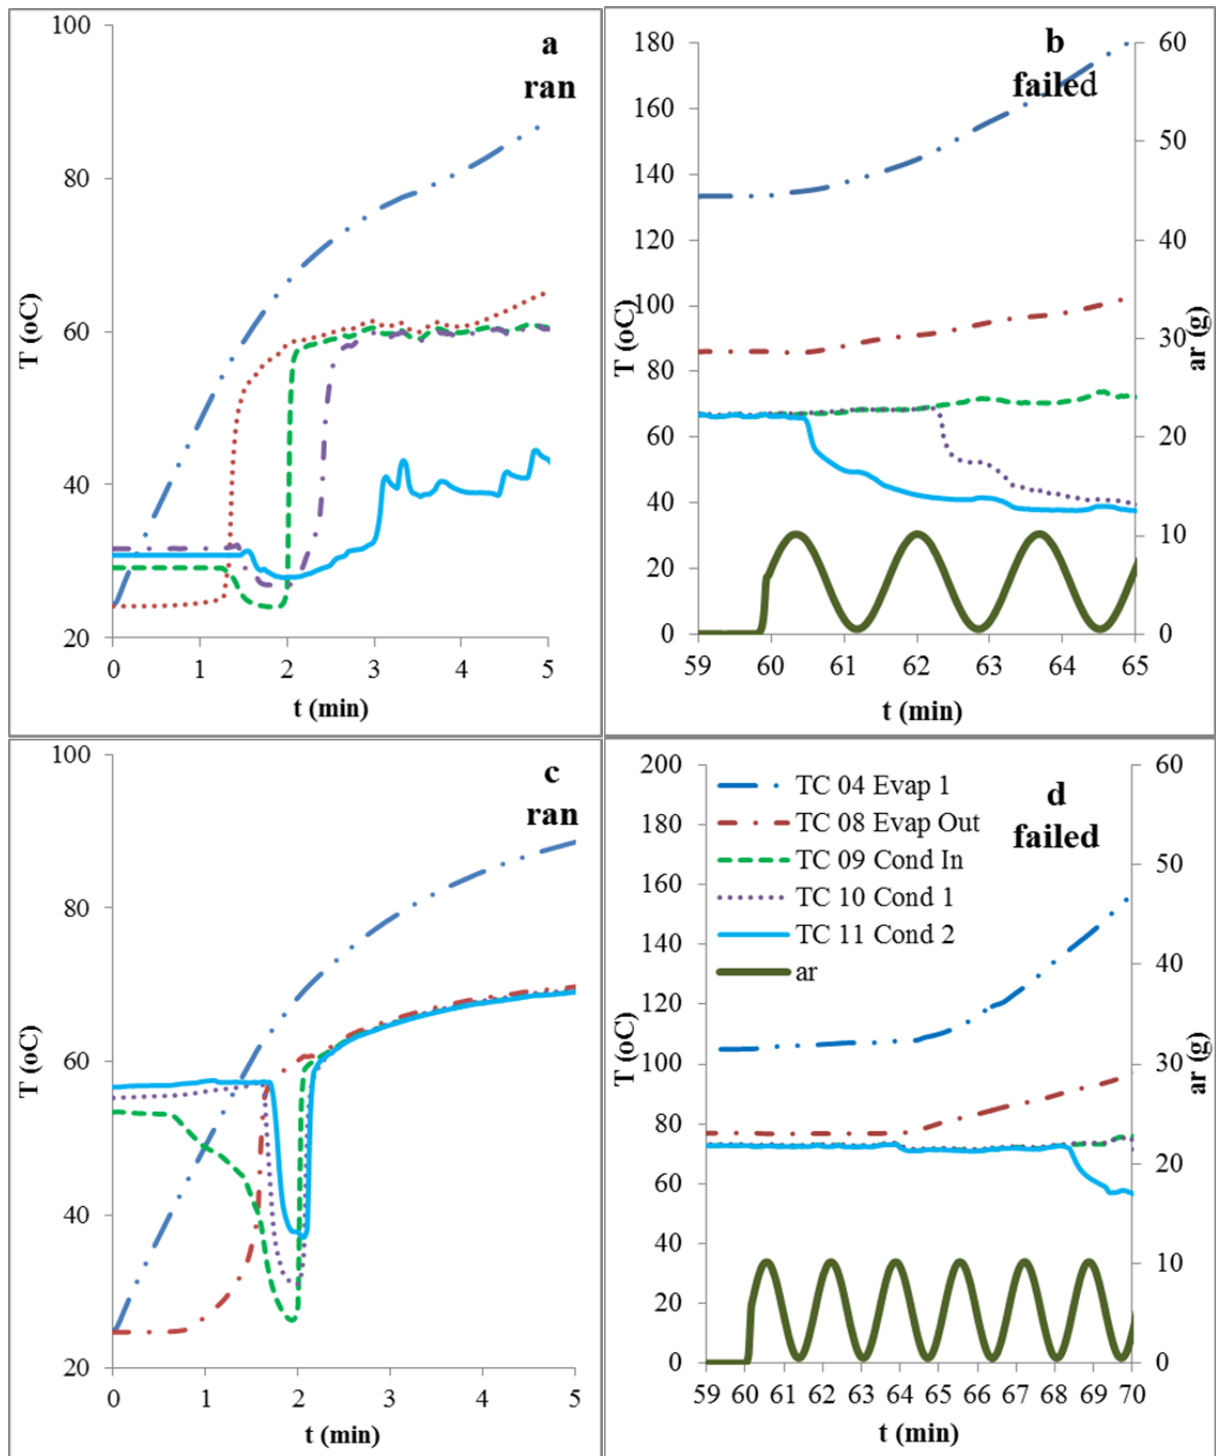 a
ran
100
80
60
40
20
T (oC)
0 1 2 3 4 5
t (min)
b
failed
180
160
140
120
100
80
60
40
20
0
T (oC)
60
50
40
30
20
10
0
ar (g)
59 60 61 62 63 64 65
t (min)
c
ran
100
80
60
40
20
T (oC)
0 1 2 3 4 5
t (min)
d
failed
TC 04 Evap 1
TC 08 Evap Out
TC 09 Cond In
TC 10 Cond 1
TC 11 Cond 2
ar
200
180
160
140
120
100
80
60
40
20
0
T (oC)
60
50
40
30
20
10
0
ar (g)
59 60 61 62 63 64 65 66 67 68 69 70
t (min)